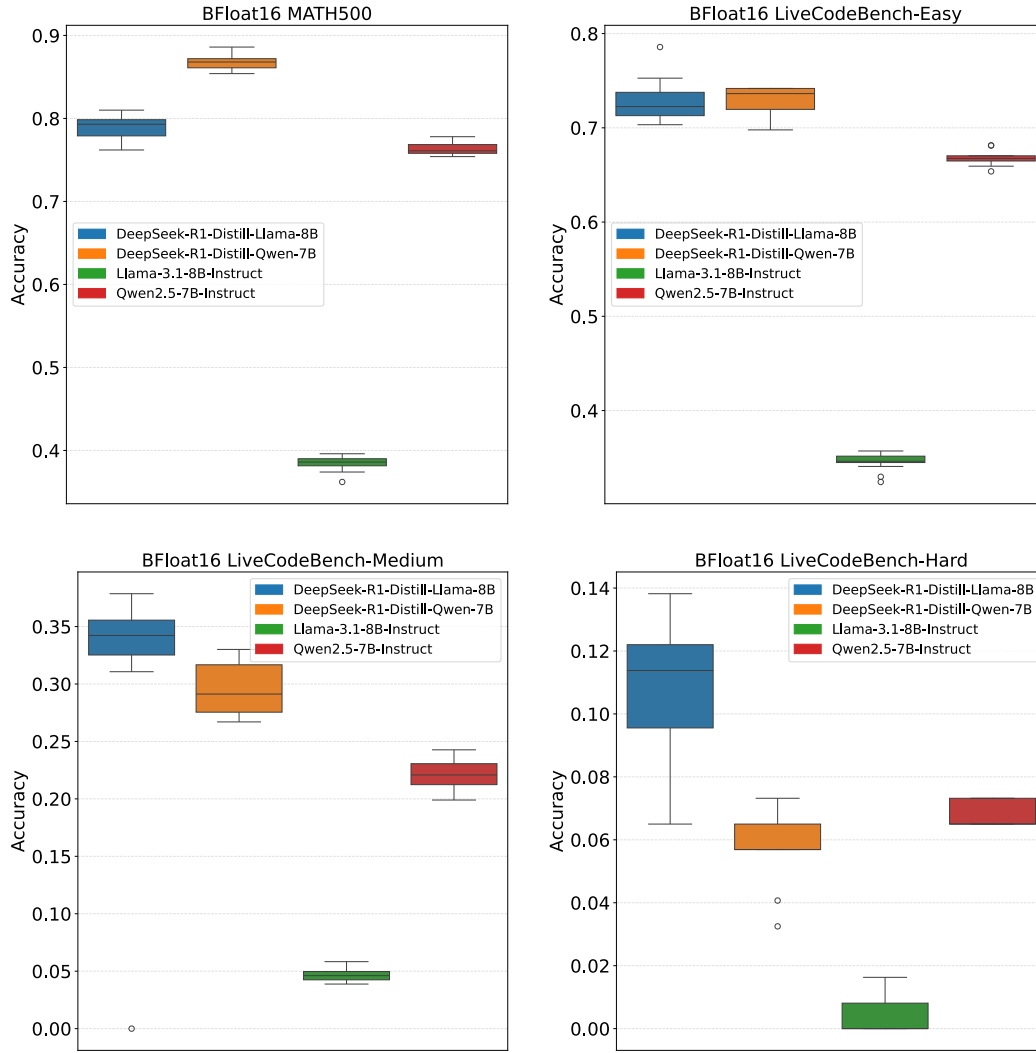 BFloat16 MATH500
0.9
0.8
0.7
0.6
0.5
0.4
Accuracy
DeepSeek-R1-Distill-Llama-8B
DeepSeek-R1-Distill-Qwen-7B
Llama-3.1-8B-Instruct
Qwen2.5-7B-Instruct
BFloat16 LiveCodeBench-Easy
0.8
0.7
0.6
0.5
0.4
Accuracy
DeepSeek-R1-Distill-Llama-8B
DeepSeek-R1-Distill-Qwen-7B
Llama-3.1-8B-Instruct
Qwen2.5-7B-Instruct
BFloat16 LiveCodeBench-Medium
0.35
0.30
0.25
0.20
0.15
0.10
0.05
0.00
Accuracy
DeepSeek-R1-Distill-Llama-8B
DeepSeek-R1-Distill-Qwen-7B
Llama-3.1-8B-Instruct
Qwen2.5-7B-Instruct
BFloat16 LiveCodeBench-Hard
0.14
0.12
0.10
0.08
0.06
0.04
0.02
0.00
Accuracy
DeepSeek-R1-Distill-Llama-8B
DeepSeek-R1-Distill-Qwen-7B
Llama-3.1-8B-Instruct
Qwen2.5-7B-Instruct